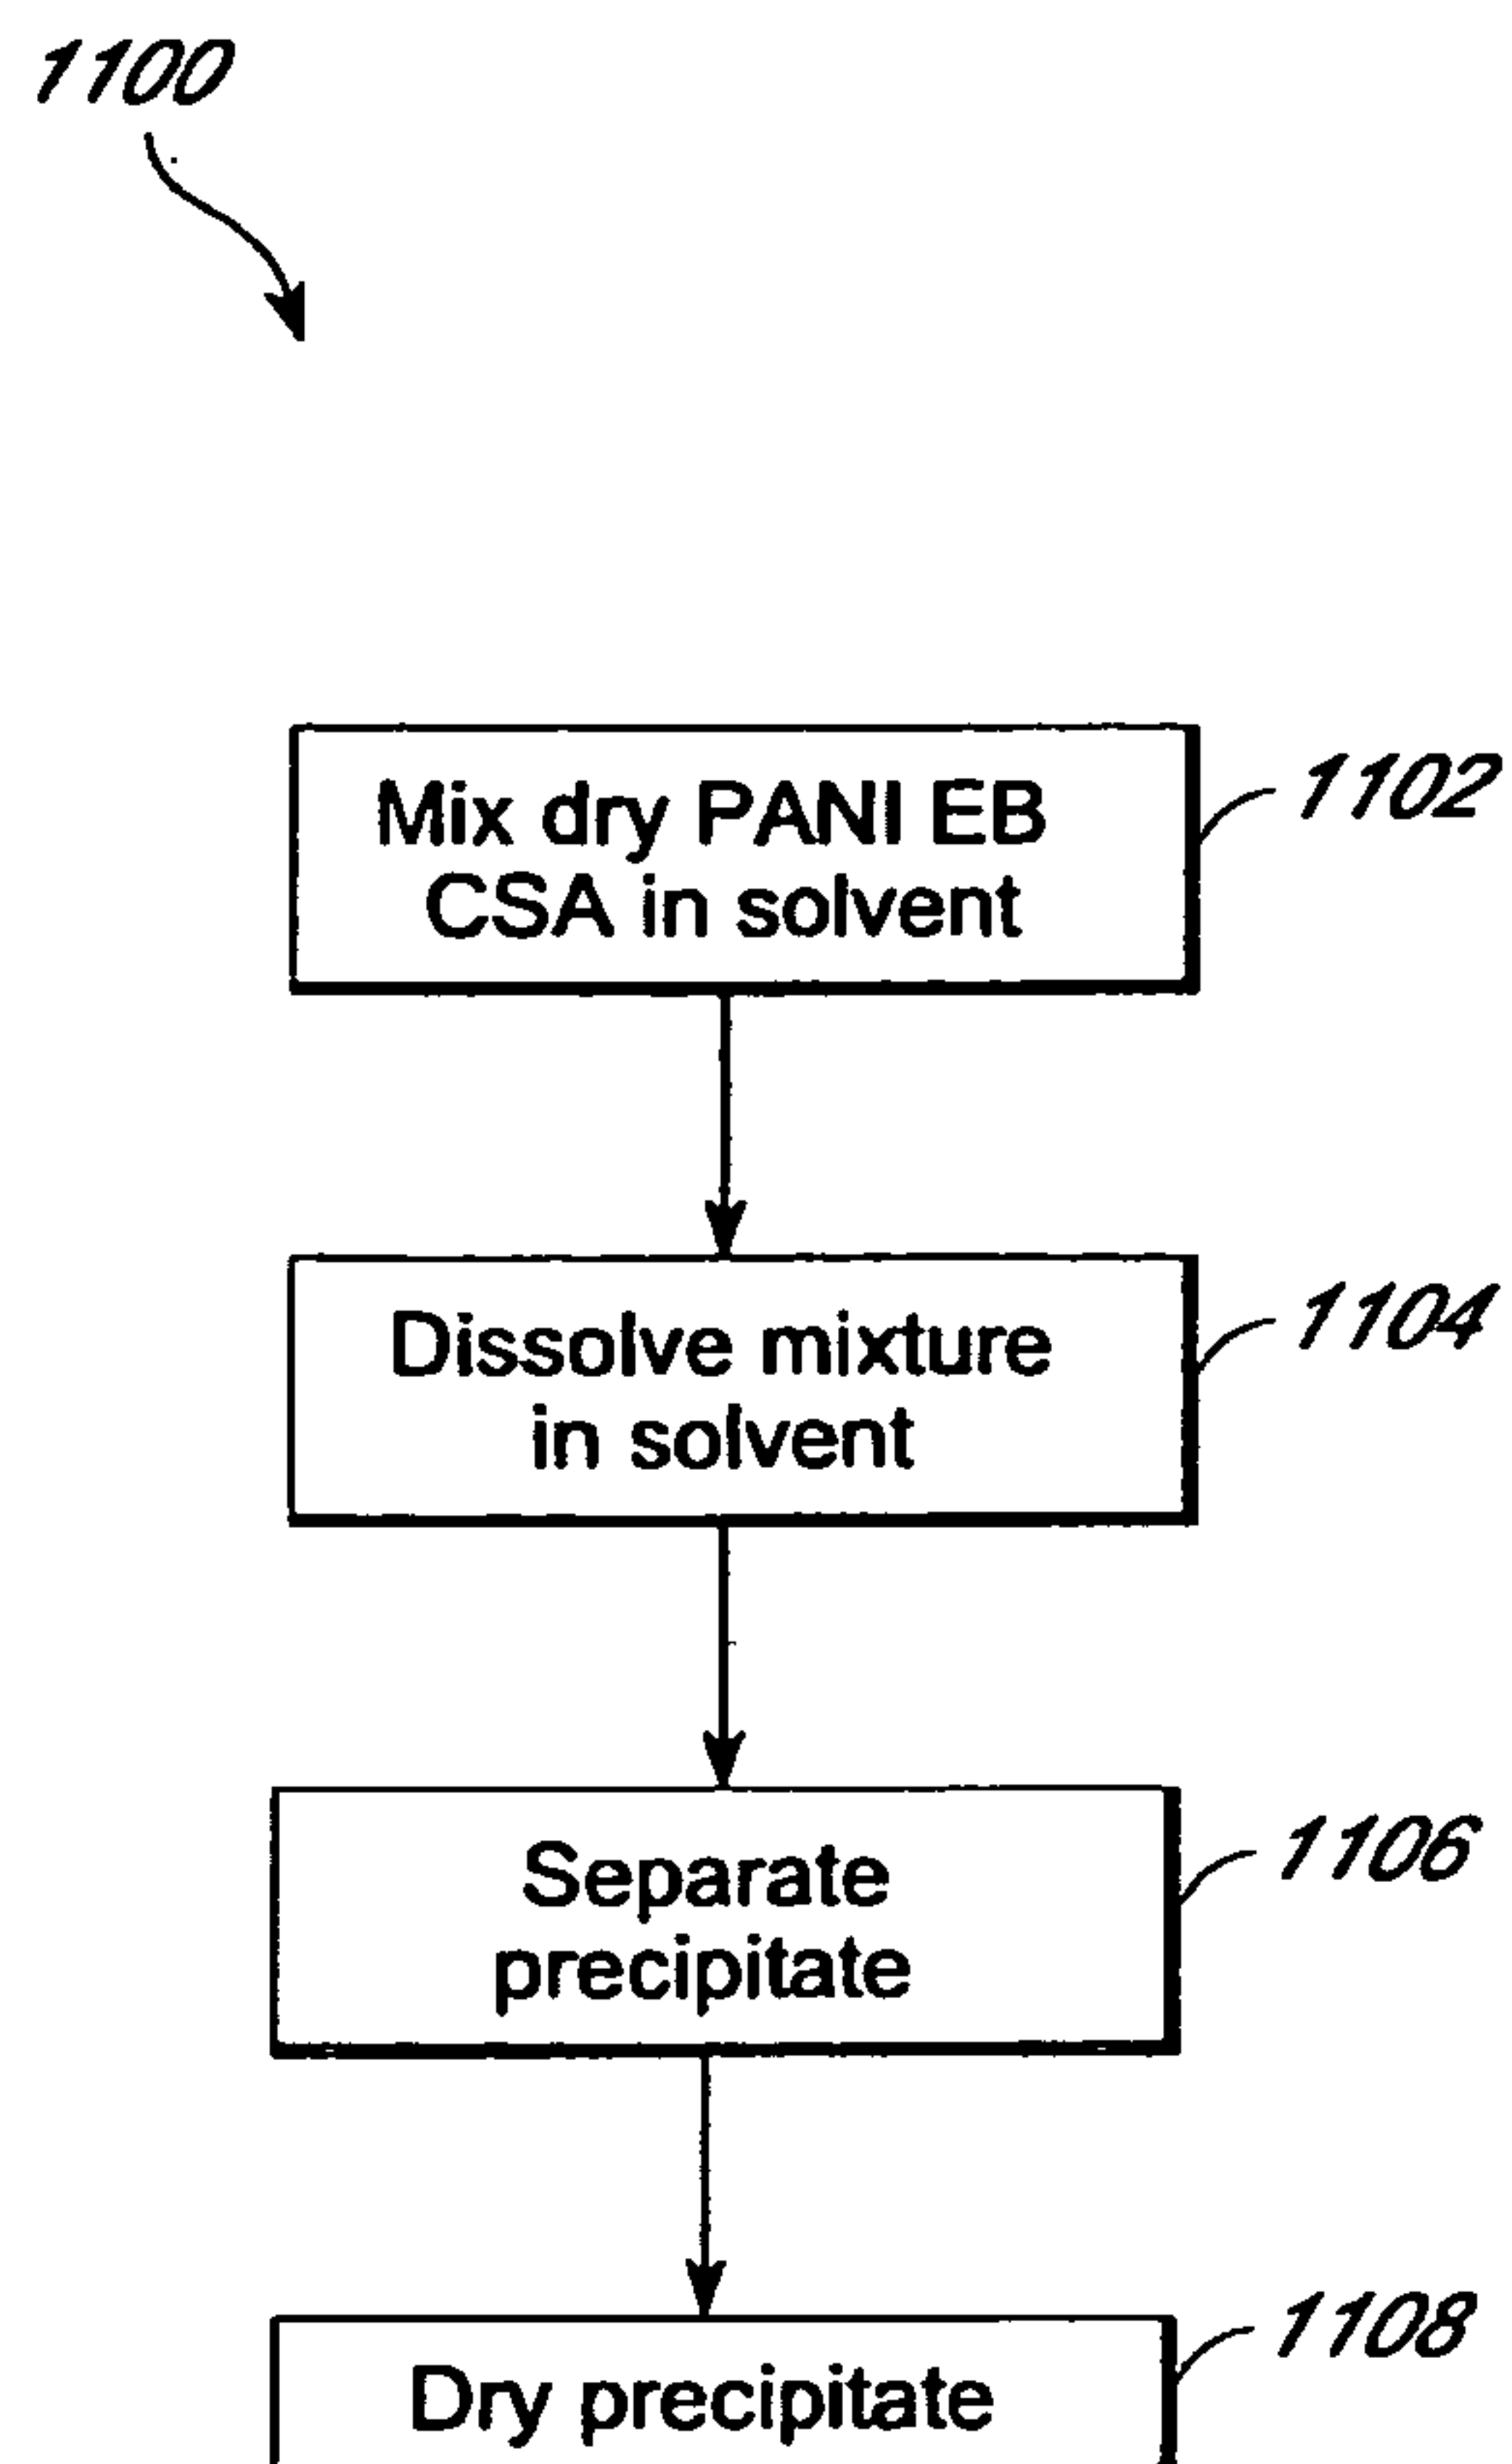 1100
Mix dry PANI EB
CSA in solvent
1102
Dissolve mixture
in solvent
1104
Separate
precipitate
1106
Dry precipitate
1108